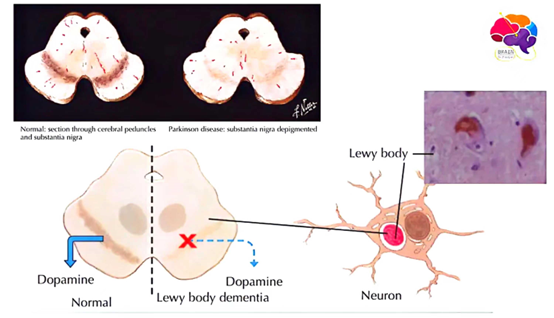 BRAIN
Normal: section through cerebral peduncles
and substantia nigra
Parkinson disease: substantia nigra depigmented
Lewy body
Dopamine
Normal
Dopamine
Lewy body dementia
Neuron